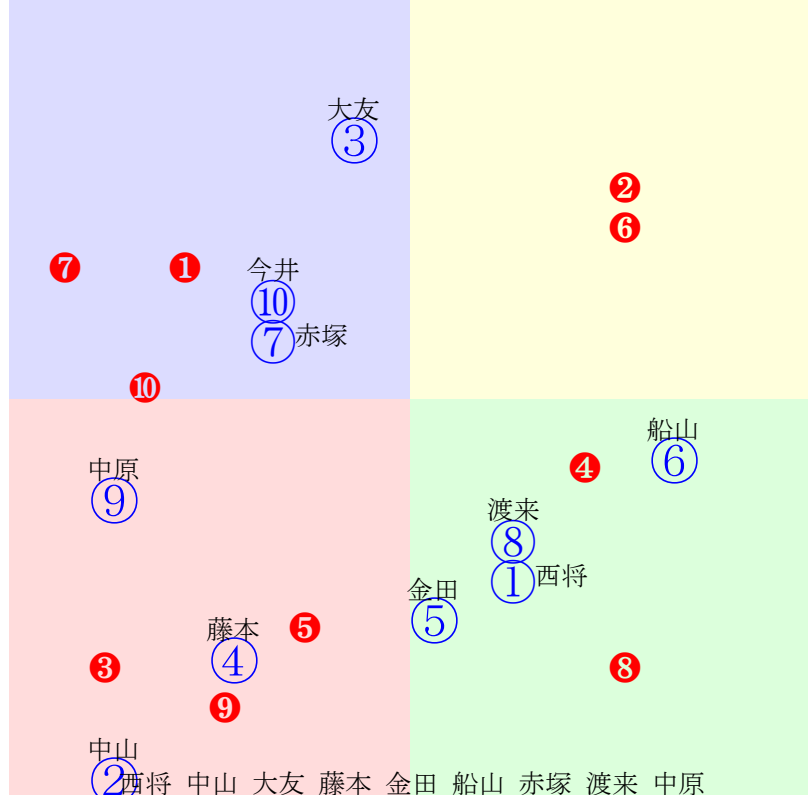 大友
③
❷
❻
❼ ❶ 今井
⑩
⑦赤塚
❿
船山
❹ ⑥
中原
⑨
渡来
⑧
①西将
金田
⑤
藤本 ❺
④
❸ ❽
❾
中山
②西将 中山 大友 藤本 金田 船山 赤塚 渡来 中原